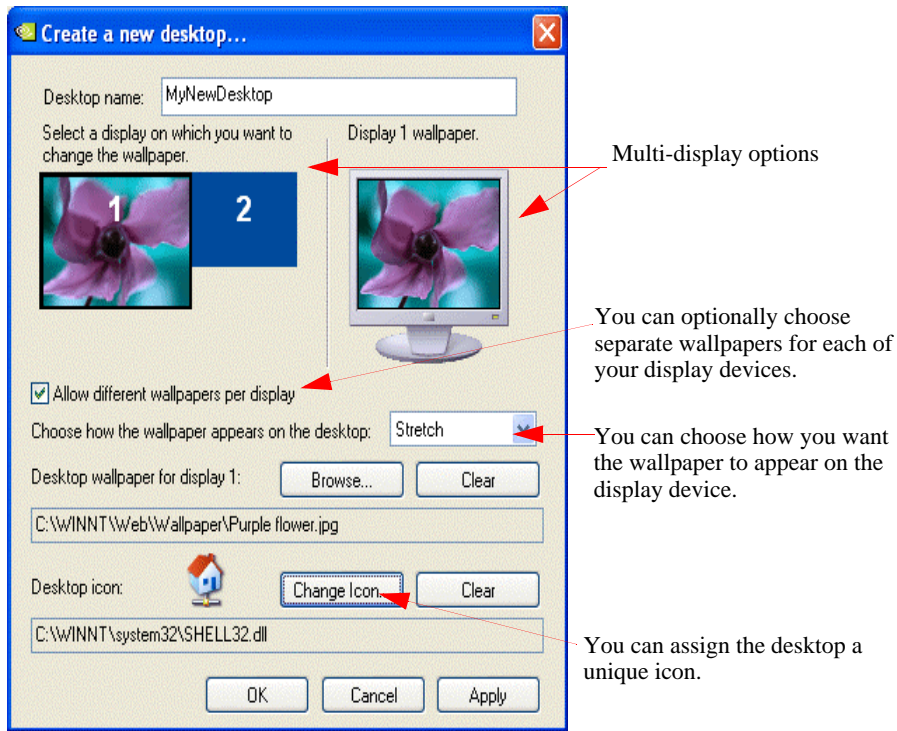 Create a new desktop...
Desktop name: MyNewDesktop
Select a display on which you want to
change the wallpaper.
Display 1 wallpaper.
1
2
Allow different wallpapers per display
Choose how the wallpaper appears on the desktop: Stretch
Desktop wallpaper for display 1: Browse... Clear
C:\WINNT\Web\Wallpaper\Purple flower.jpg
Desktop icon: Change Icon.. Clear
C:\WINNT\system32\SHELL32.dll
OK Cancel Apply
Multi-display options
You can optionally choose
separate wallpapers for each of
your display devices.
You can choose how you want
the wallpaper to appear on the
display device.
You can assign the desktop a
unique icon.